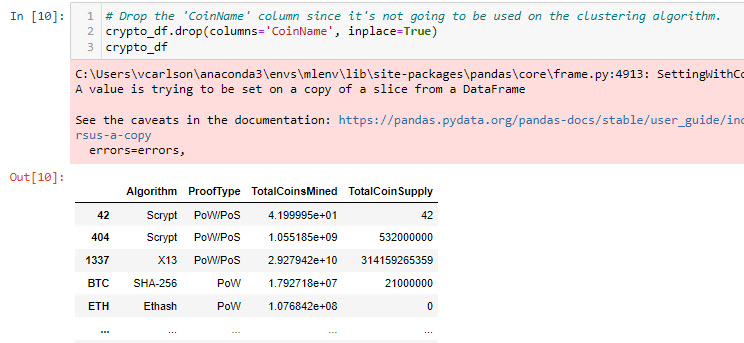 In [10]:
1 # Drop the 'CoinName' column since it's not going to be used on the clustering algorithm.
2 crypto_df.drop(columns='CoinName', inplace=True)
3 crypto_df
C:\Users\vcarlson\anaconda3\envs\mlenv\lib\site-packages\pandas\core\frame.py:4913: SettingWithCo
A value is trying to be set on a copy of a slice from a DataFrame
See the caveats in the documentation: https://pandas.pydata.org/pandas-docs/stable/user_guide/ind
rsus-a-copy
errors=errors,
Out[10]:
Algorithm ProofType TotalCoinsMined TotalCoinSupply
42 Scrypt PoW/PoS 4.199995e+01 42
404 Scrypt PoW/PoS 1.055185e+09 532000000
1337 X13 PoW/PoS 2.927942e+10 314159265359
BTC SHA-256 PoW 1.792718e+07 21000000
ETH Ethash PoW 1.076842e+08 0
... ... ... ... ...